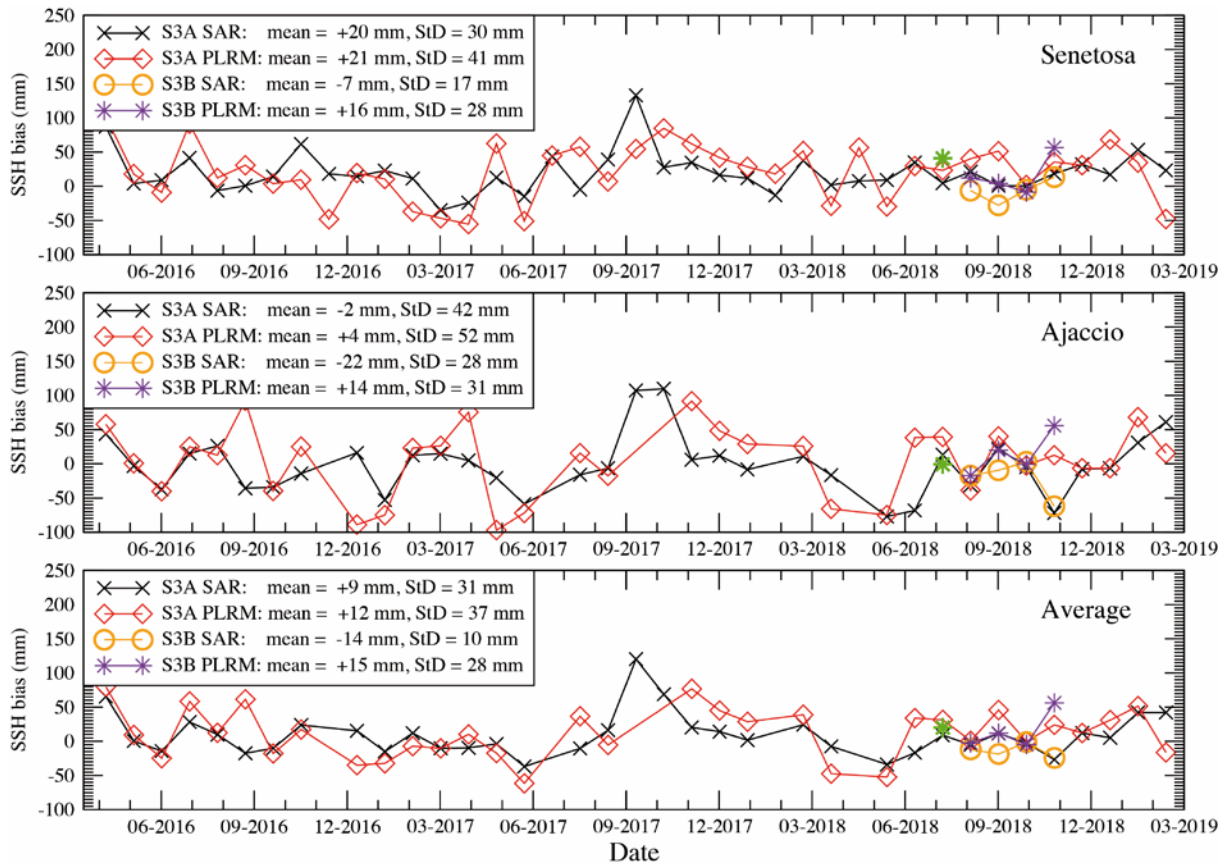 250
200
150
100
50
0
-50
-100
SSH bias (mm)
S3A SAR: mean = +20 mm, StD = 30 mm
S3A PLRM: mean = +21 mm, StD = 41 mm
S3B SAR: mean = -7 mm, StD = 17 mm
S3B PLRM: mean = +16 mm, StD = 28 mm
Senetosa
06-2016 09-2016 12-2016 03-2017 06-2017 09-2017 12-2017 03-2018 06-2018 09-2018 12-2018 03-2019
250
200
150
100
50
0
-50
-100
SSH bias (mm)
S3A SAR: mean = -2 mm, StD = 42 mm
S3A PLRM: mean = +4 mm, StD = 52 mm
S3B SAR: mean = -22 mm, StD = 28 mm
S3B PLRM: mean = +14 mm, StD = 31 mm
Ajaccio
06-2016 09-2016 12-2016 03-2017 06-2017 09-2017 12-2017 03-2018 06-2018 09-2018 12-2018 03-2019
250
200
150
100
50
0
-50
-100
SSH bias (mm)
S3A SAR: mean = +9 mm, StD = 31 mm
S3A PLRM: mean = +12 mm, StD = 37 mm
S3B SAR: mean = -14 mm, StD = 10 mm
S3B PLRM: mean = +15 mm, StD = 28 mm
Average
06-2016 09-2016 12-2016 03-2017 06-2017 09-2017 12-2017 03-2018 06-2018 09-2018 12-2018 03-2019
Date